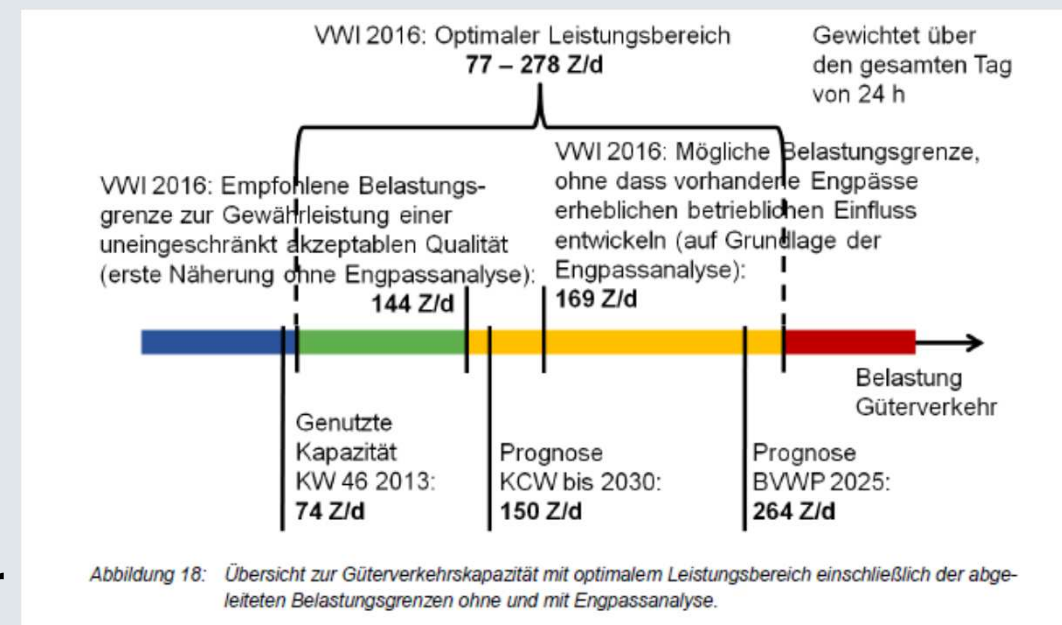 VWI 2016: Optimaler Leistungsbereich
77 – 278 Z/d
Gewichtet über
den gesamten Tag
von 24 h
VWI 2016: Empfohlene Belastungs-
grenze zur Gewährleistung einer
uneingeschränkt akzeptablen Qualität
(erste Näherung ohne Engpassanalyse):
144 Z/d
VWI 2016: Mögliche Belastungsgrenze,
ohne dass vorhandene Engpässe
erheblichen betrieblichen Einfluss
entwickeln (auf Grundlage der
Engpassanalyse):
169 Z/d
Belastung
Güterverkehr
Genutzte
Kapazität
KW 46 2013:
74 Z/d
Prognose
KCW bis 2030:
150 Z/d
Prognose
BVWP 2025:
264 Z/d
Abbildung 18: Übersicht zur Güterverkehrskapazität mit optimalem Leistungsbereich einschließlich der abge-
leiteten Belastungsgrenzen ohne und mit Engpassanalyse.